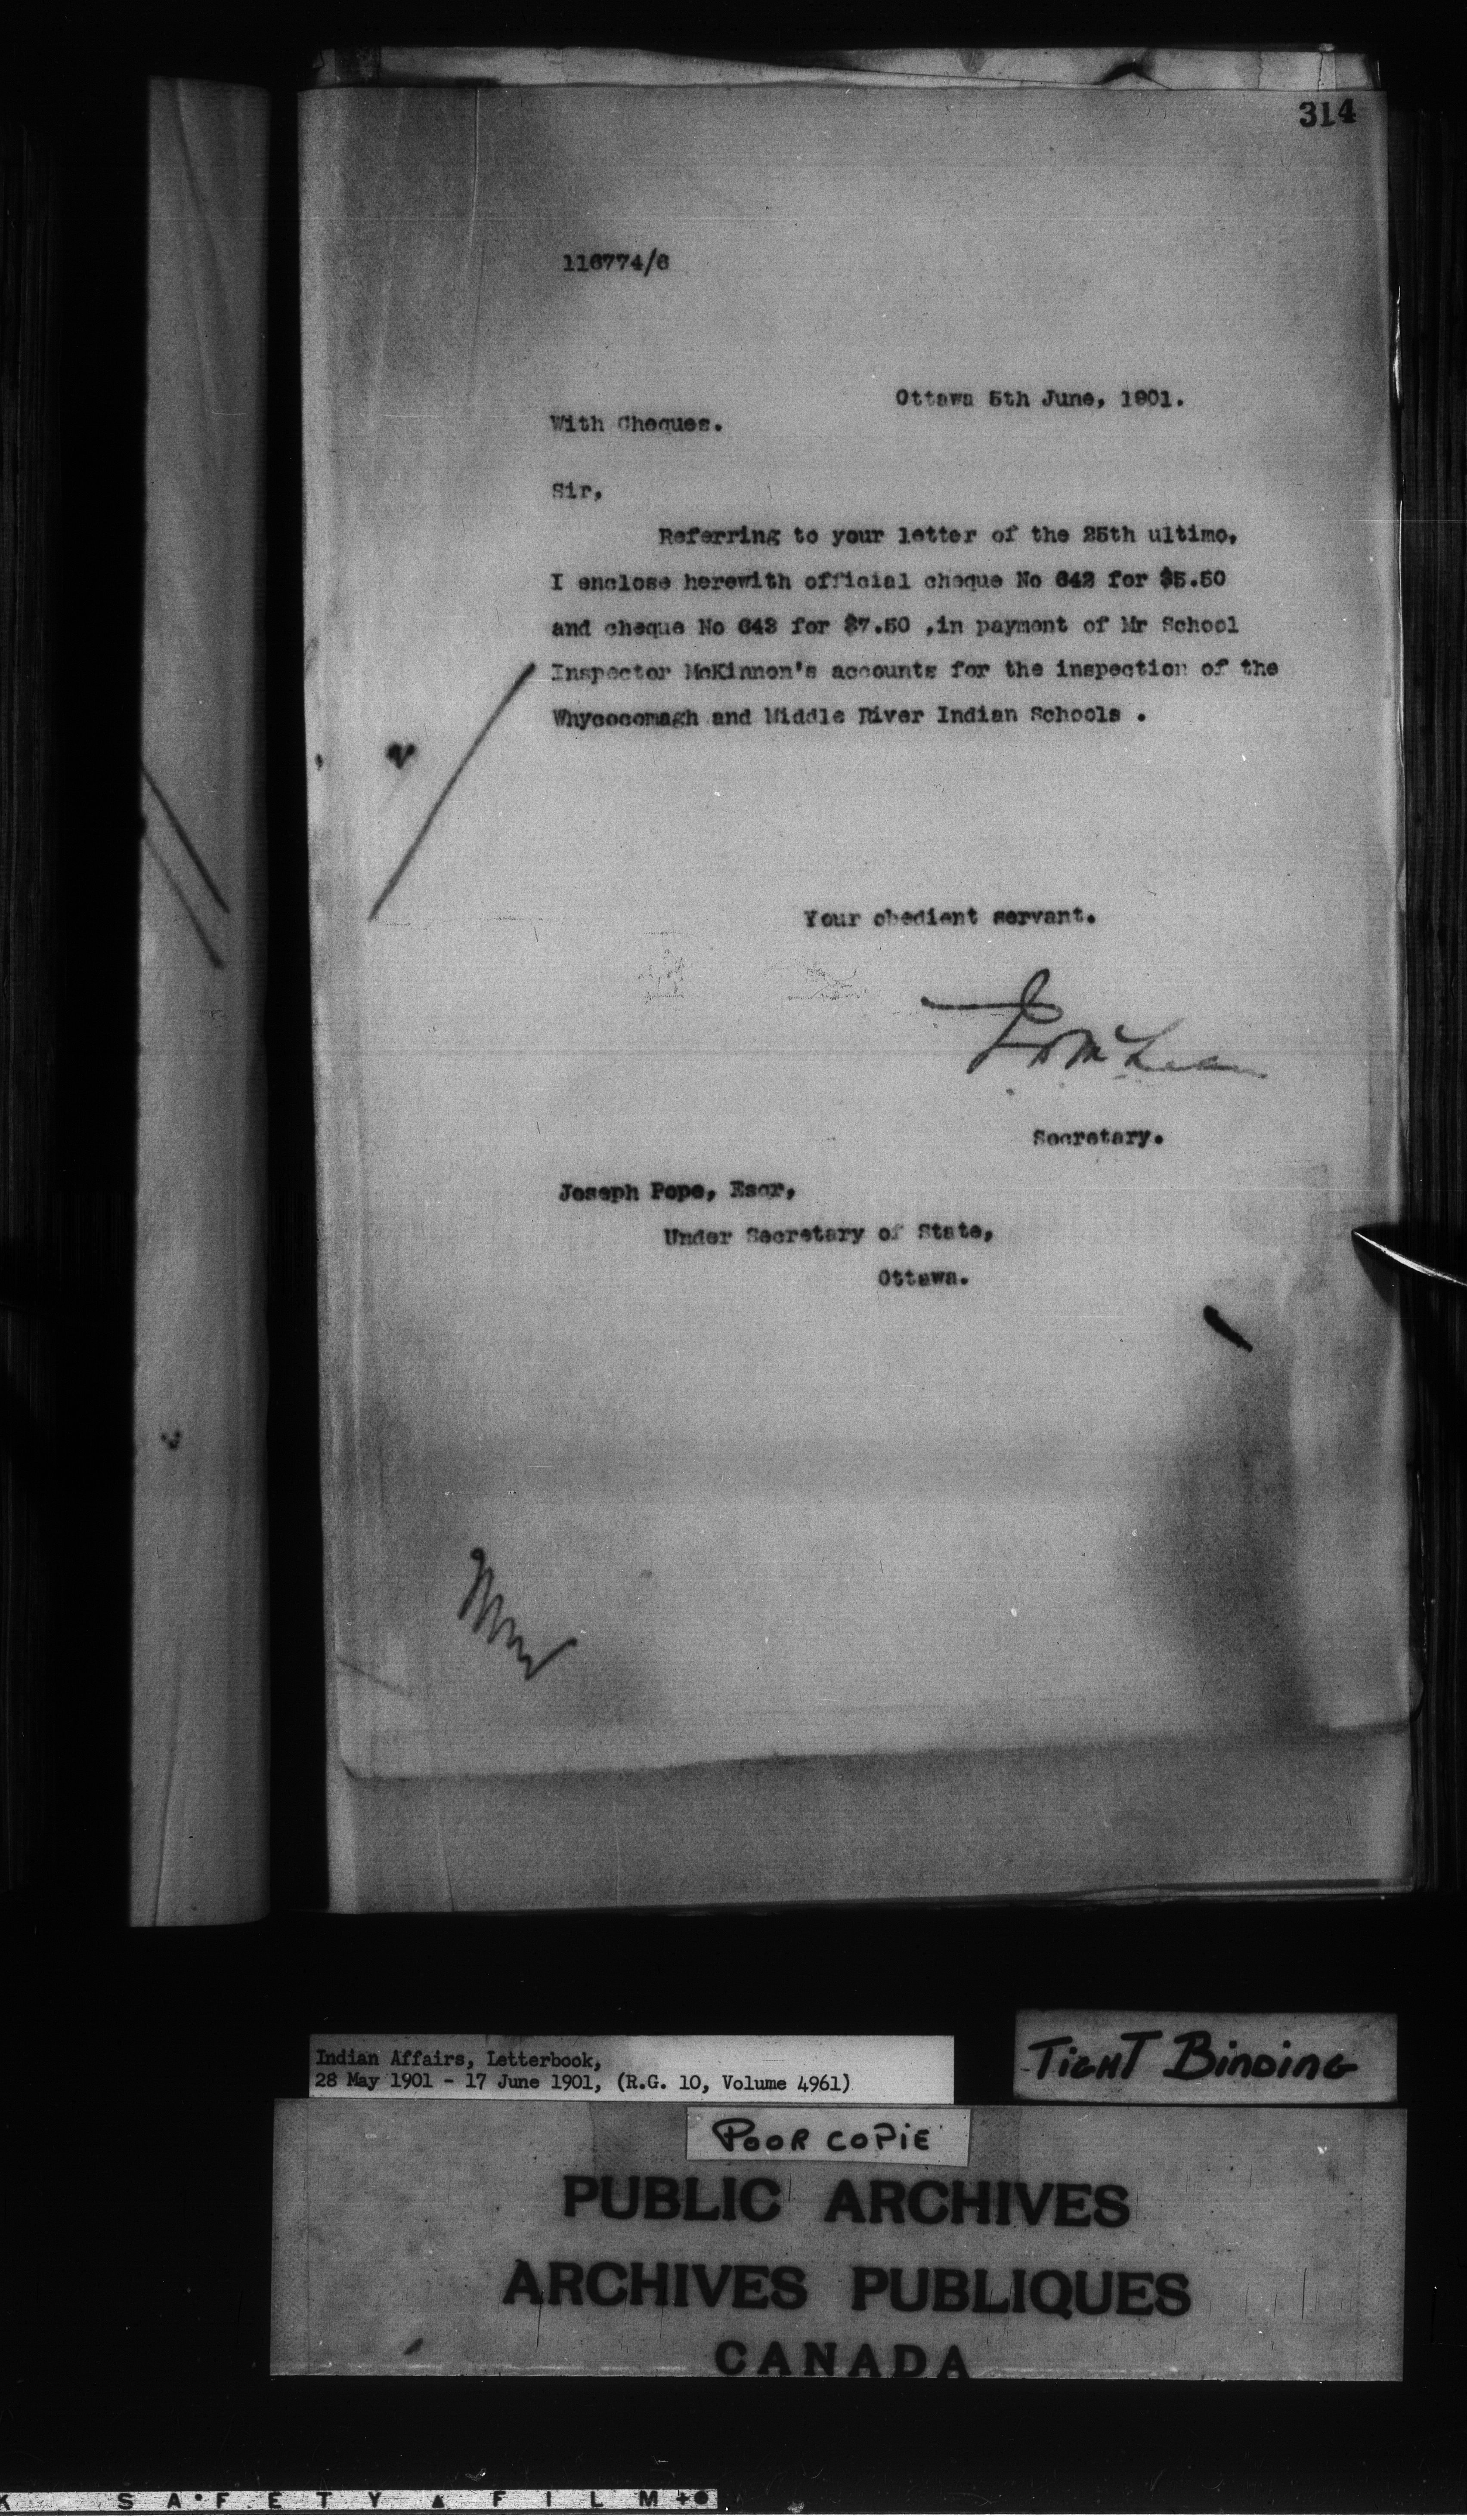 314
116774/6
Ottawa 5th June, 1901.
With Cheques.
Sir,
Referring to your letter of the 25th ultimo,
I enclose herewith official cheque No 642 for $5.50
and cheque No 643 for $7.50 ,in payment of Mr School
Inspector McKinnon's accounts for the inspection of the
Whycocomagh and Middle River Indian Schools .
Your obedient servant.
J D McLean
Secretary.
Joseph Pope, Esqr,
Under Secretary of State,
Ottawa.
Indian Affairs, Letterbook,
28 May 1901 - 17 June 1901, (R.G. 10, Volume 4961)
TIGHT BINDING
POOR COPIE
PUBLIC ARCHIVES
ARCHIVES PUBLIQUES
CANADA
SAFETY FILM